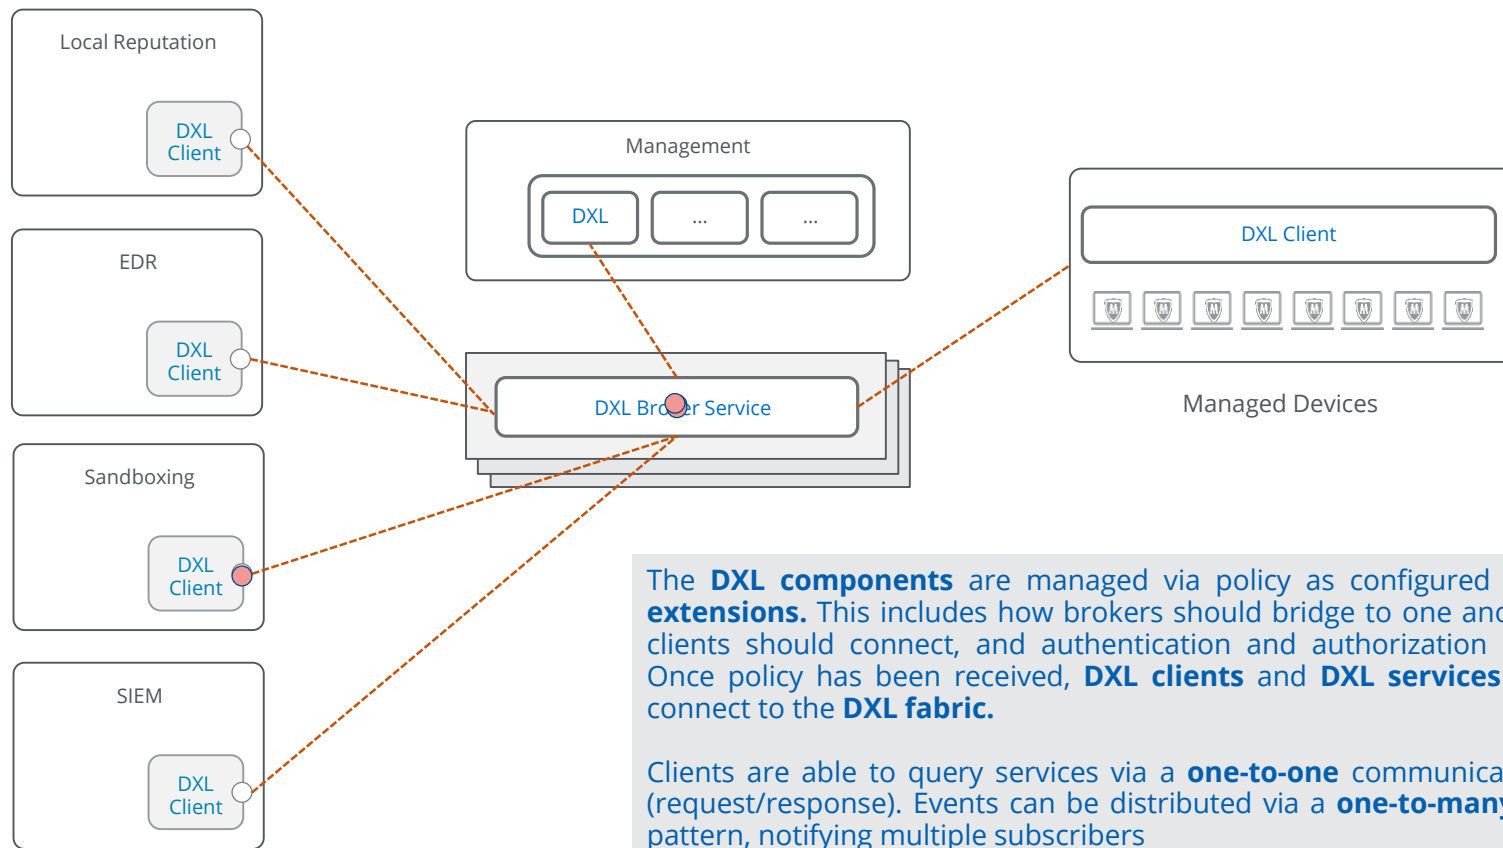 Local Reputation
DXL
Client
EDR
DXL
Client
Sandboxing
DXL
Client
SIEM
DXL
Client
Management
DXL
...
...
DXL Broker Service
DXL Client
Managed Devices
The DXL components are managed via policy as configured
extensions. This includes how brokers should bridge to one
clients should connect, and authentication and authorization
Once policy has been received, DXL clients and DXL services
connect to the DXL fabric.
Clients are able to query services via a one-to-one
(request/response). Events can be distributed via a one-to-many
pattern, notifying multiple subscribers